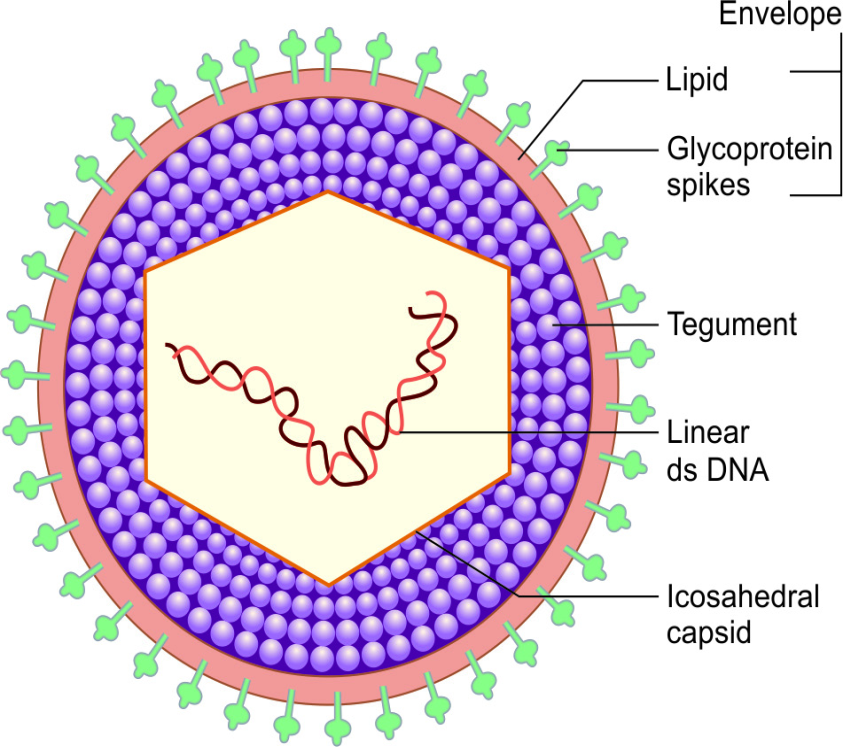 Envelope
Lipid
Glycoprotein
spikes
Tegument
Linear
ds DNA
Icosahedral
capsid